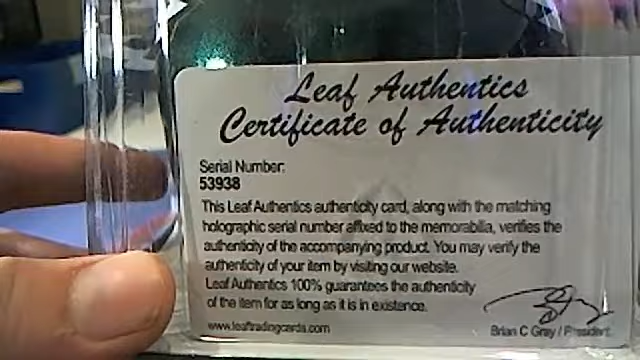 Leaf Authentics
Certificate of Authenticity
Serial Number:
53938
This Leaf Authentics authenticity card, along with the matching
holographic serial number affixed to the memorabilia, verifies the
authenticity of the accompanying product. You may verify the
authenticity of your item by visiting our website.
Leaf Authentics 100% guarantees the authenticity
of the item for as long as it is in existence.
www.leaftradingcards.com
Brian C Gray / President